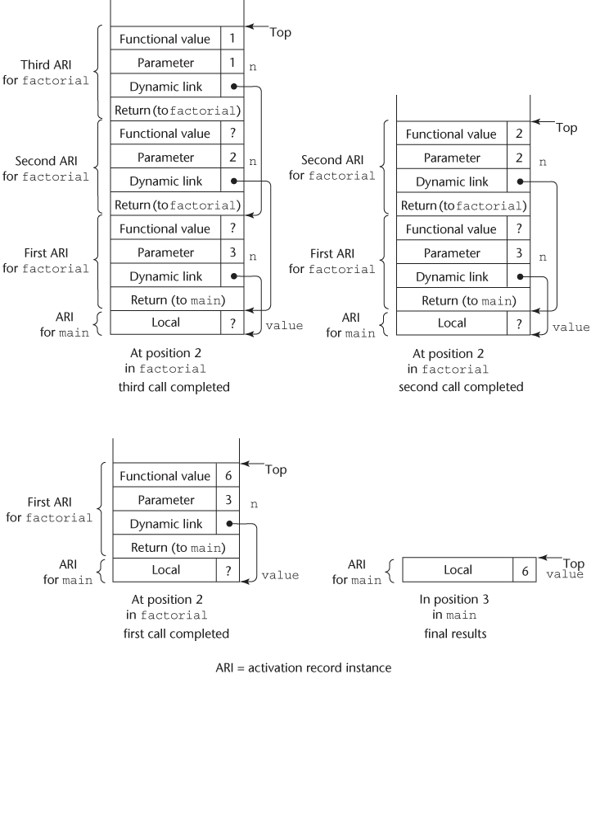 Third ARI
for factorial
Functional value 1
Top
Parameter 1 n
Dynamic link
Return (to factorial)
Second ARI
for factorial
Functional value ?
Parameter 2 n
Dynamic link
Return (to factorial)
First ARI
for factorial
Functional value ?
Parameter 3 n
Dynamic link
Return (to main)
ARI
for main
Local ? value
At position 2
in factorial
third call completed
Second ARI
for factorial
Functional value 2
Top
Parameter 2 n
Dynamic link
Return (to factorial)
First ARI
for factorial
Functional value ?
Parameter 3 n
Dynamic link
Return (to main)
ARI
for main
Local ? value
At position 2
in factorial
second call completed
First ARI
for factorial
Functional value 6
Top
Parameter 3 n
Dynamic link
Return (to main)
ARI
for main
Local ? value
At position 2
in factorial
first call completed
ARI
for main
Local 6
Top
value
In position 3
in main
final results
ARI = activation record instance